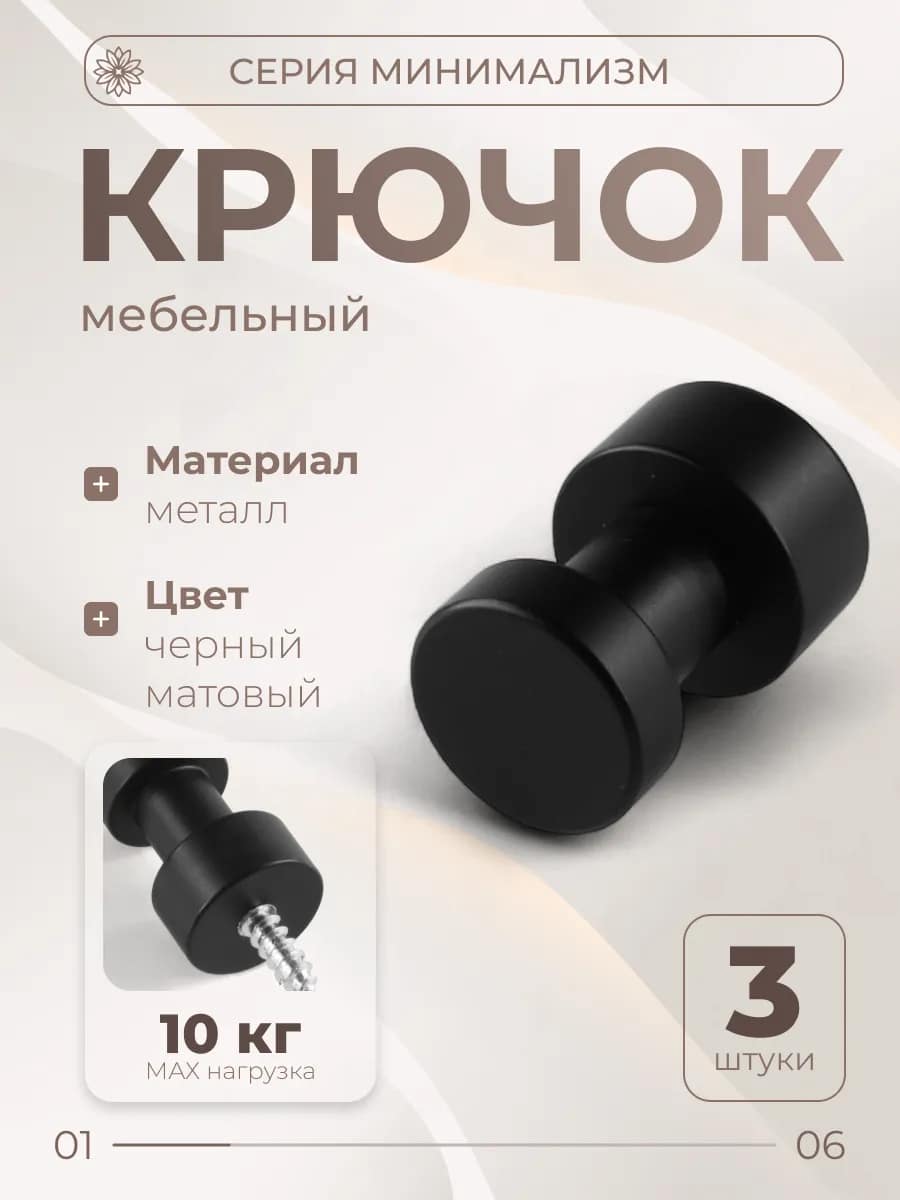 СЕРИЯ МИНИМАЛИЗМ
КРЮЧОК
мебельный
Материал
металл
Цвет
черный
матовый
10 кг
MAX нагрузка
3
штуки
01
06